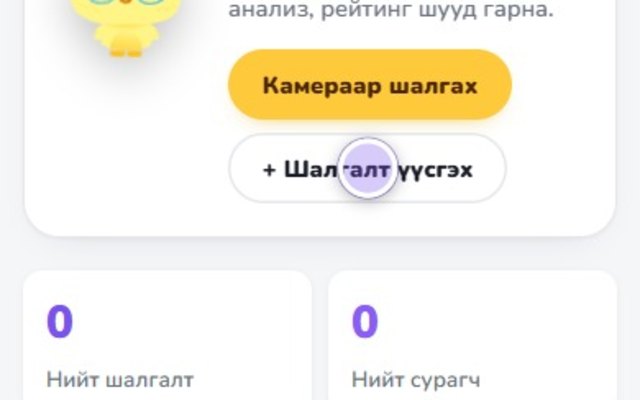 анализ, рейтинг шууд гарна.
Камераар шалгах
+ Шалгалт үүсгэх
0
0
Нийт шалгалт
Нийт сурагч